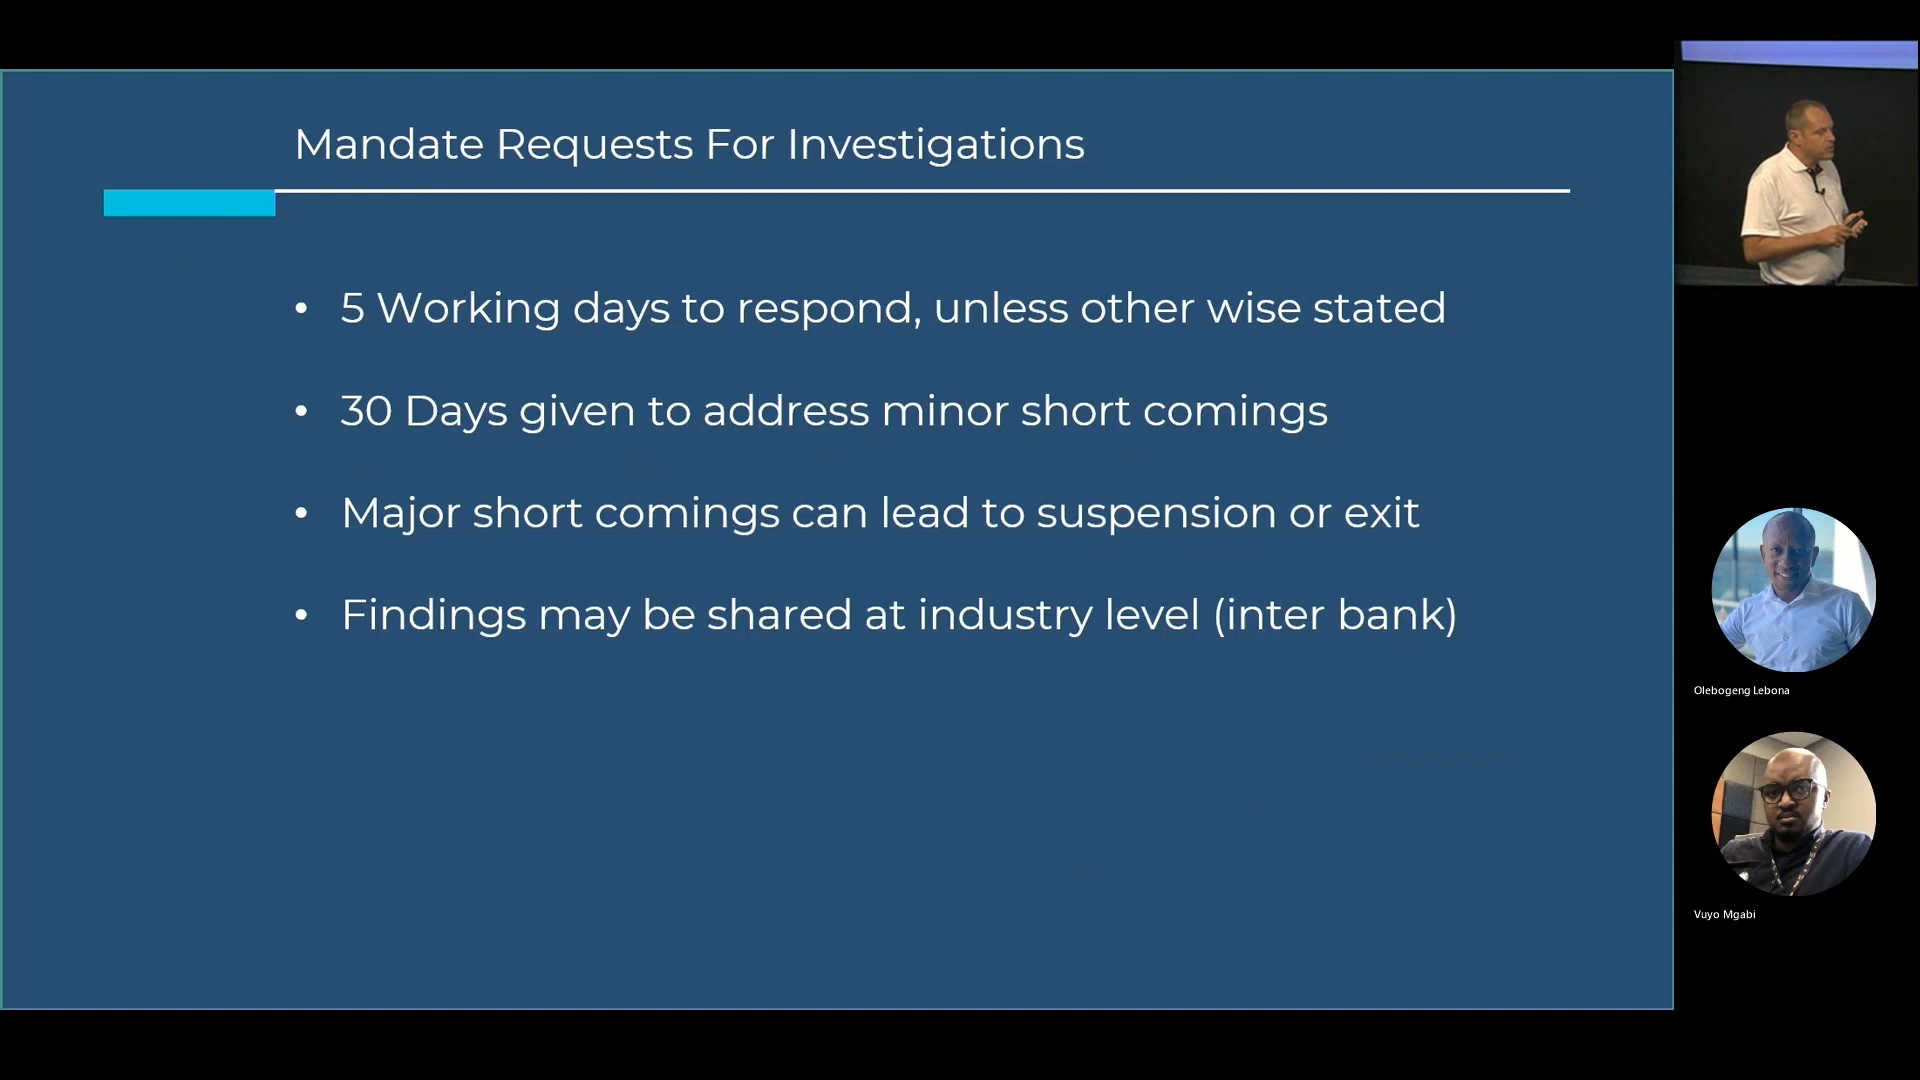 Mandate Requests For Investigations
• 5 Working days to respond, unless other wise stated
• 30 Days given to address minor short comings
• Major short comings can lead to suspension or exit
• Findings may be shared at industry level (inter bank)
Olebogeng Lebona
Vuyo Mgabi